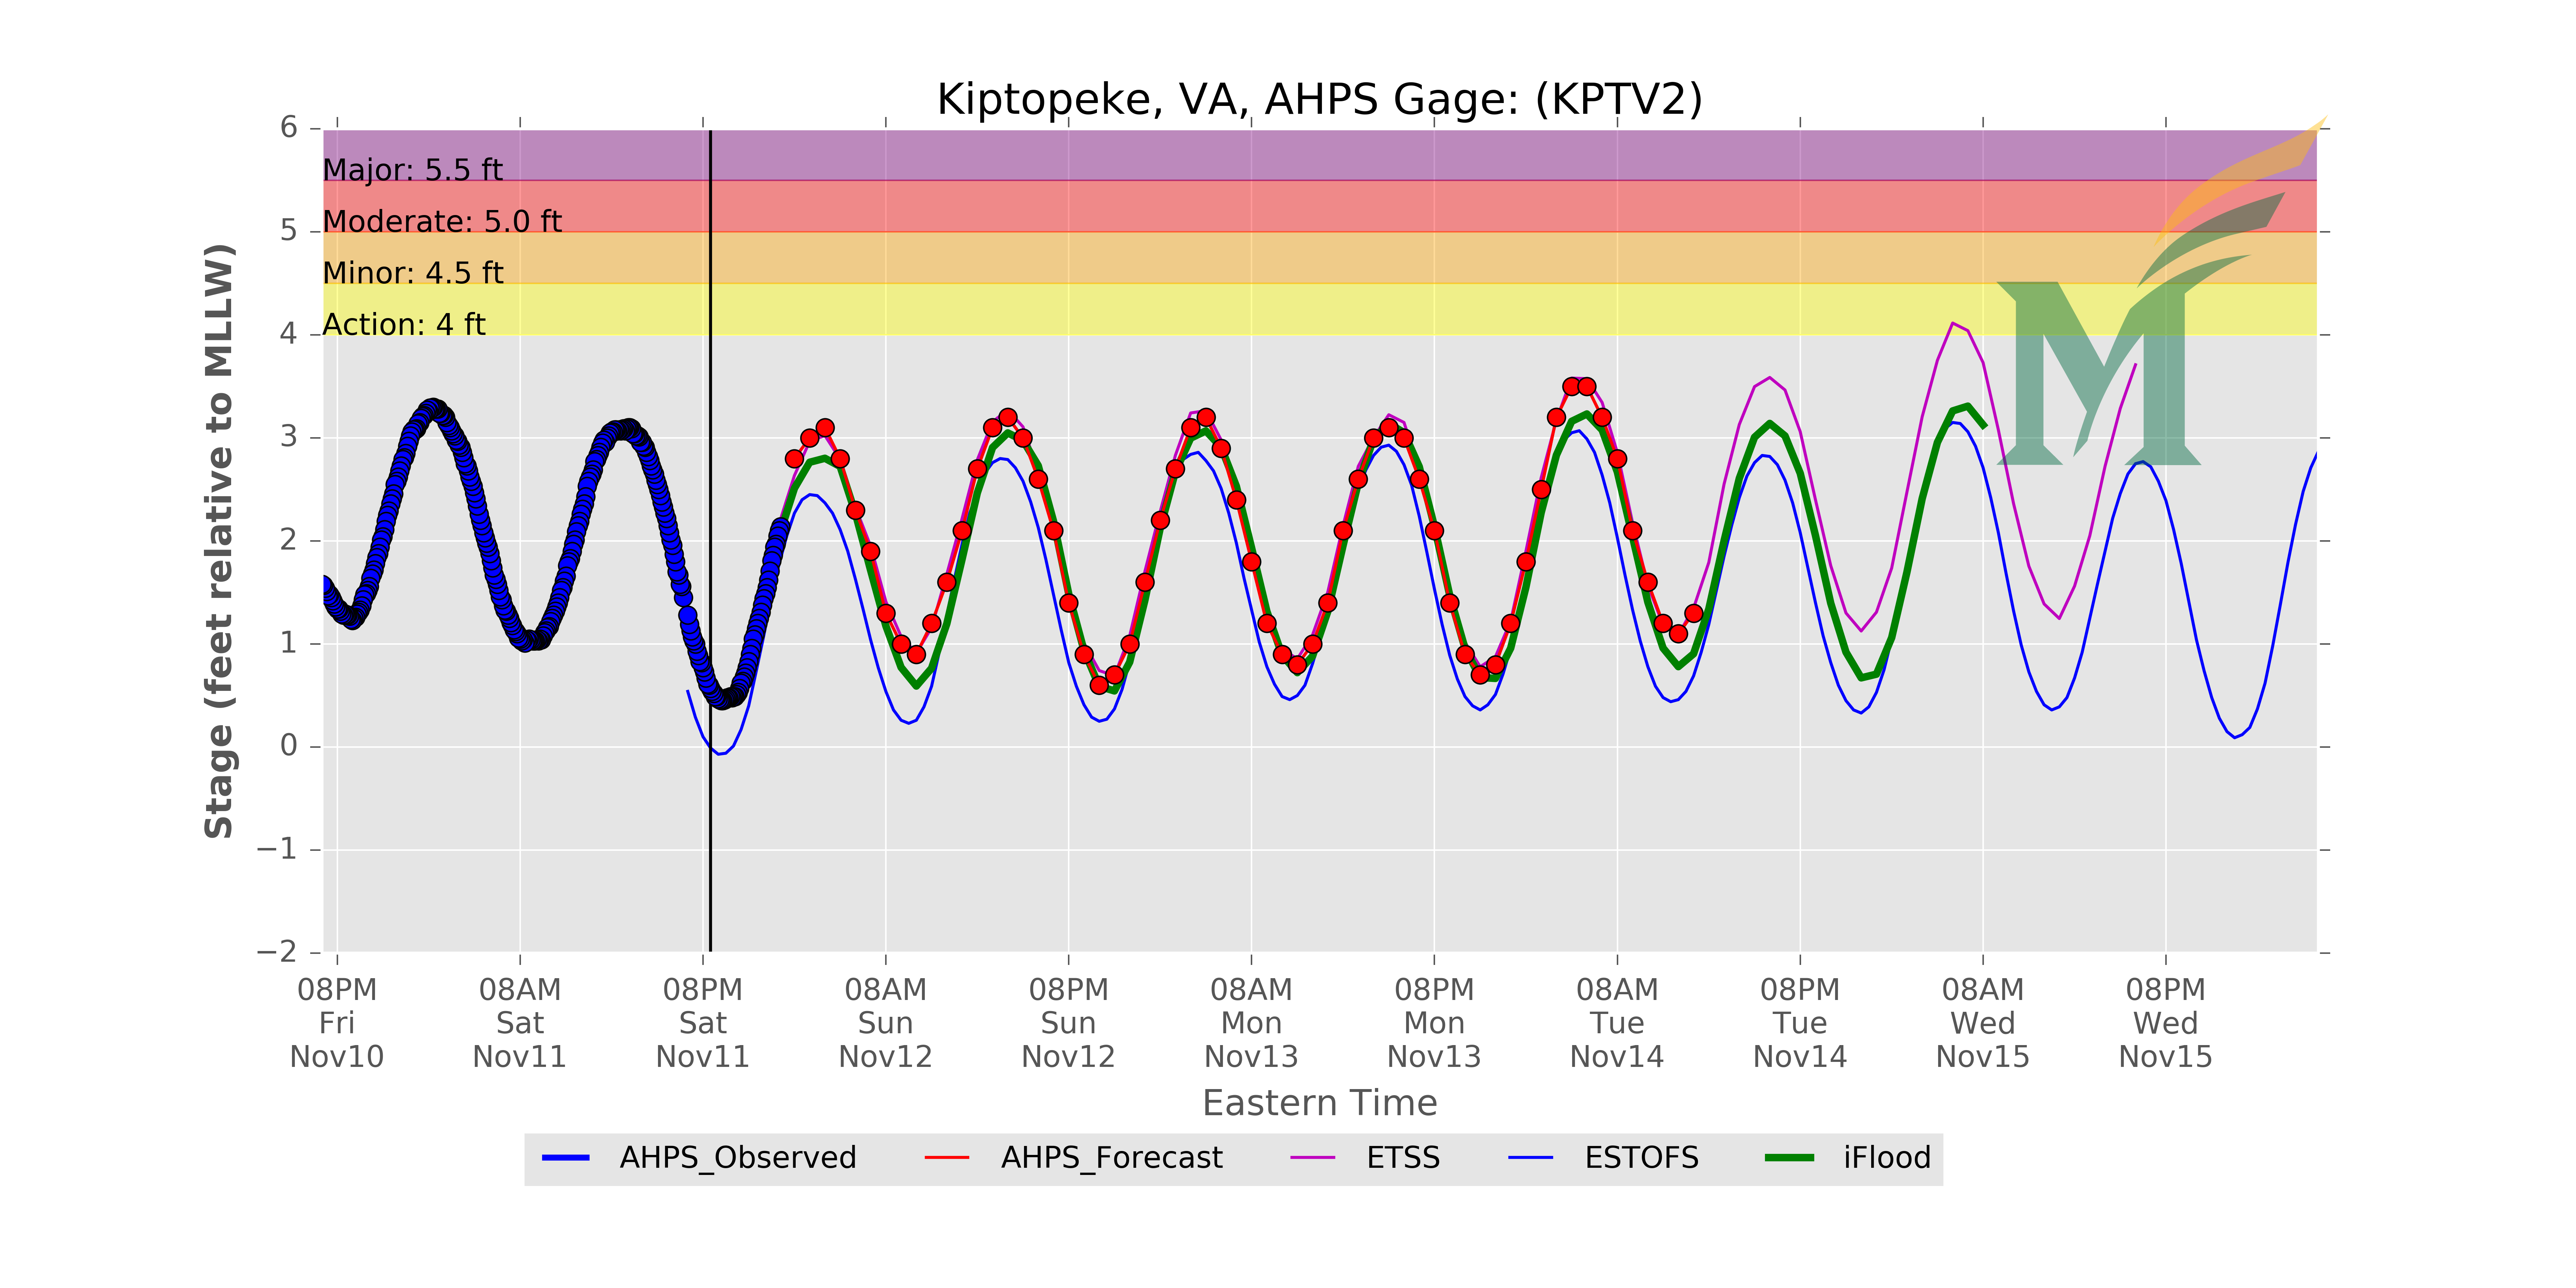 Kiptopeke, VA, AHPS Gage: (KPTV2)
6
5
4
3
2
1
0
−1
−2
Stage (feet relative to MLLW)
Major: 5.5 ft
Moderate: 5.0 ft
Minor: 4.5 ft
Action: 4 ft
M
08PM
Fri
Nov10
08AM
Sat
Nov11
08PM
Sat
Nov11
08AM
Sun
Nov12
08PM
Sun
Nov12
08AM
Mon
Nov13
08PM
Mon
Nov13
08AM
Tue
Nov14
08PM
Tue
Nov14
08AM
Wed
Nov15
08PM
Wed
Nov15
Eastern Time
AHPS_Observed AHPS_Forecast ETSS ESTOFS iFlood